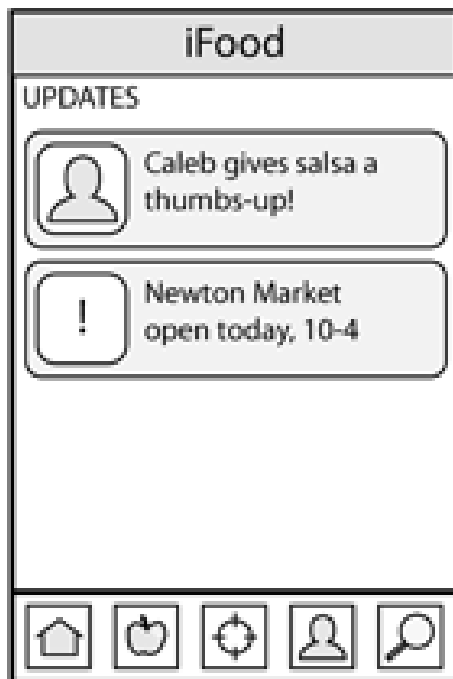 iFood
UPDATES
Caleb gives salsa a
thumbs-up!
!
Newton Market
open today, 10-4